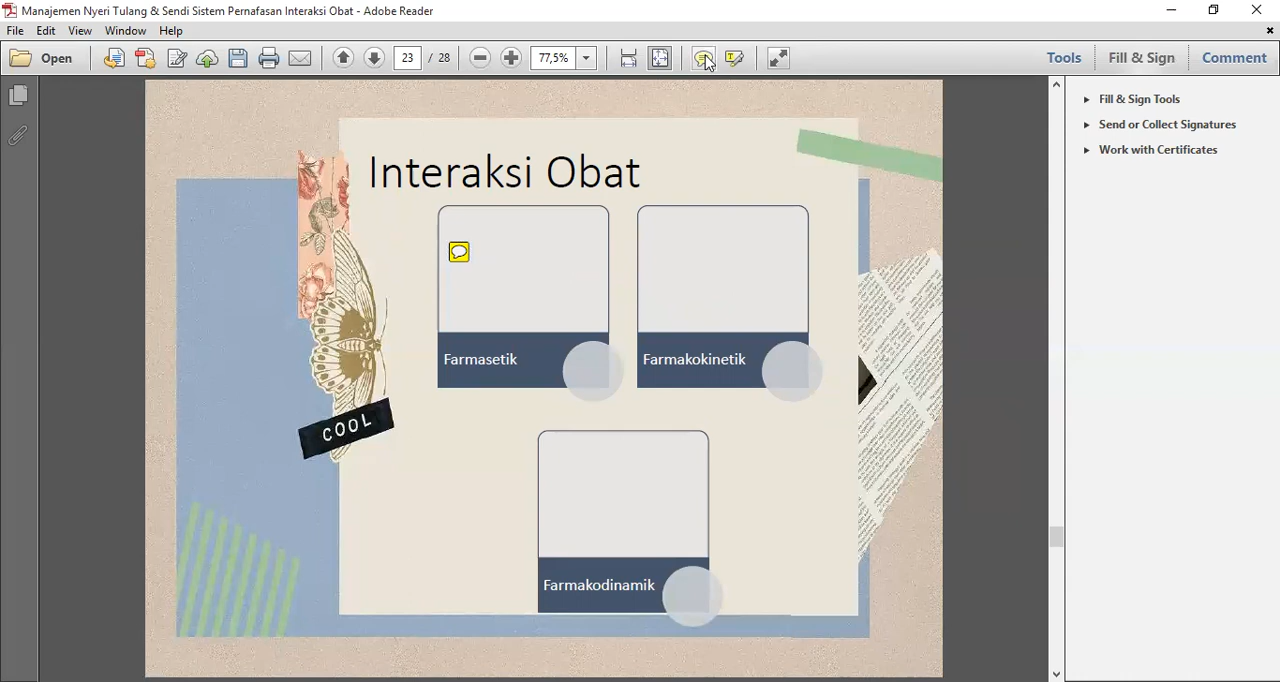 Manajemen Nyeri Tulang & Sendi Sistem Pernafasan Interaksi Obat - Adobe Reader
File Edit View Window Help
Open 23 / 28 77,5% Tools Fill & Sign Comment
Fill & Sign Tools
Send or Collect Signatures
Work with Certificates
Interaksi Obat
Farmasetik
Farmakokinetik
COOL
Farmakodinamik